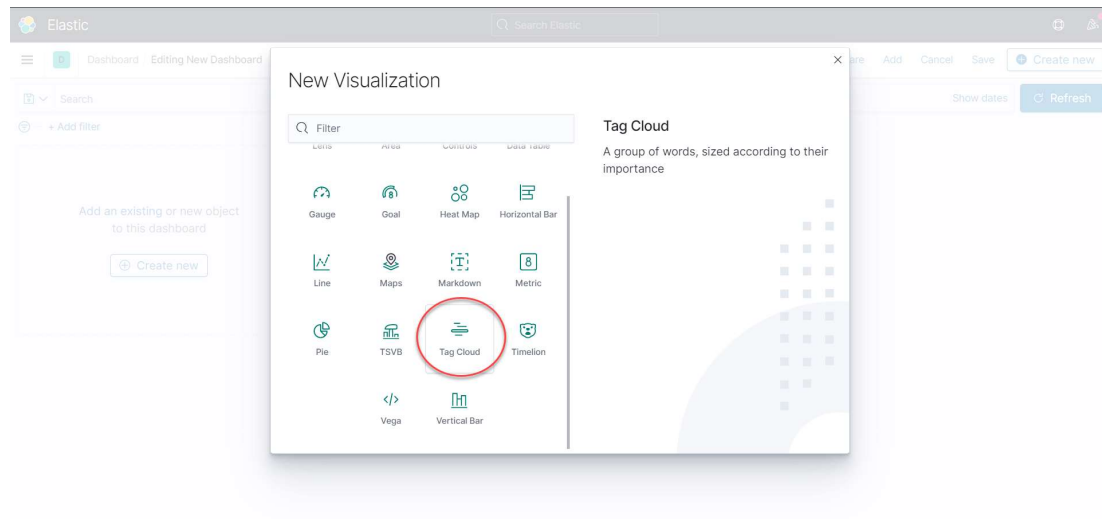 Elastic
Search Elastic
D Dashboard Editing New Dashboard
Add Cancel Save Create new
Search
Show dates Refresh
+ Add filter
Add an existing or new object
to this dashboard
Create new
New Visualization
Filter
Lens Area Controls Data Table
Gauge Goal Heat Map Horizontal Bar
8
Line Maps Markdown Metric
T 8
Pie TSVB Tag Cloud Timelion
Vega Vertical Bar
Tag Cloud
A group of words, sized according to their
importance